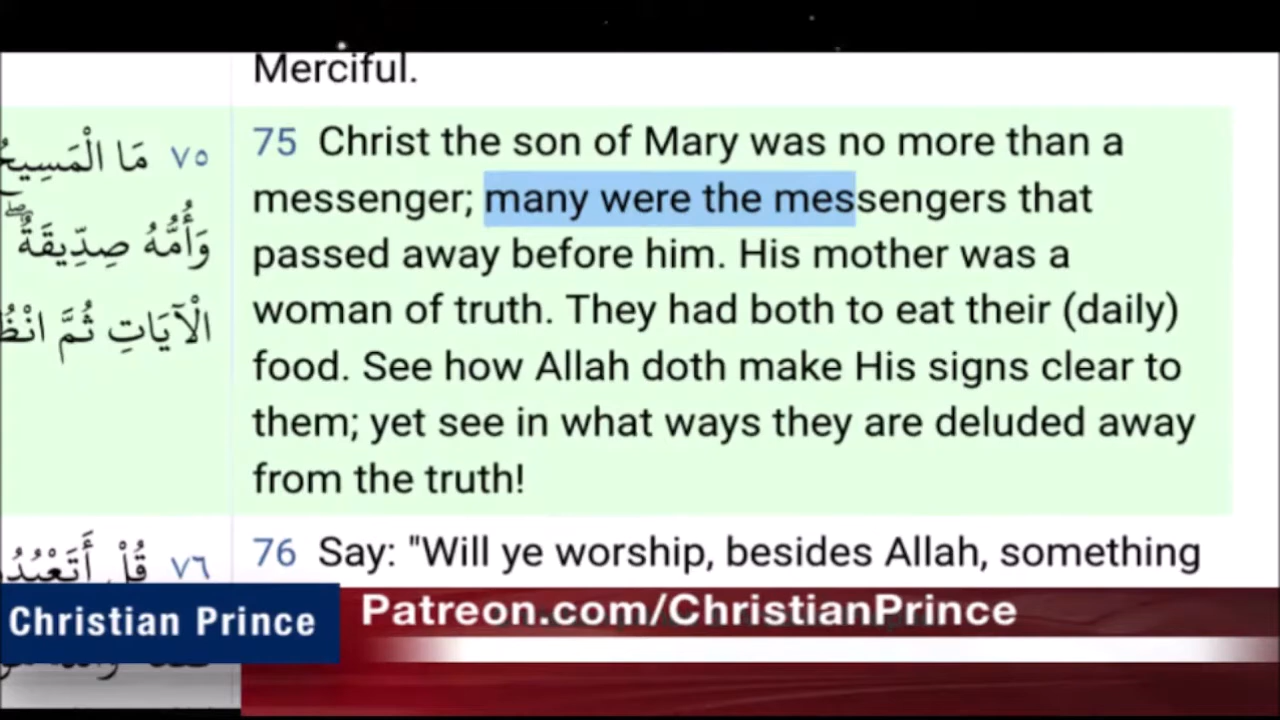 Merciful.
٧٥ مَا الْمَسِيحُ
وَأُمُّهُ صِدِّيقَةٌ ۖ
الْآيَاتِ ثُمَّ
75 Christ the son of Mary was no more than a
messenger; many were the messengers that
passed away before him. His mother was a
woman of truth. They had both to eat their (daily)
food. See how Allah doth make His signs clear to
them; yet see in what ways they are deluded away
from the truth!
٧٦ قُلْ
76 Say: "Will ye worship, besides Allah, something
Christian Prince
Patreon.com/ChristianPrince